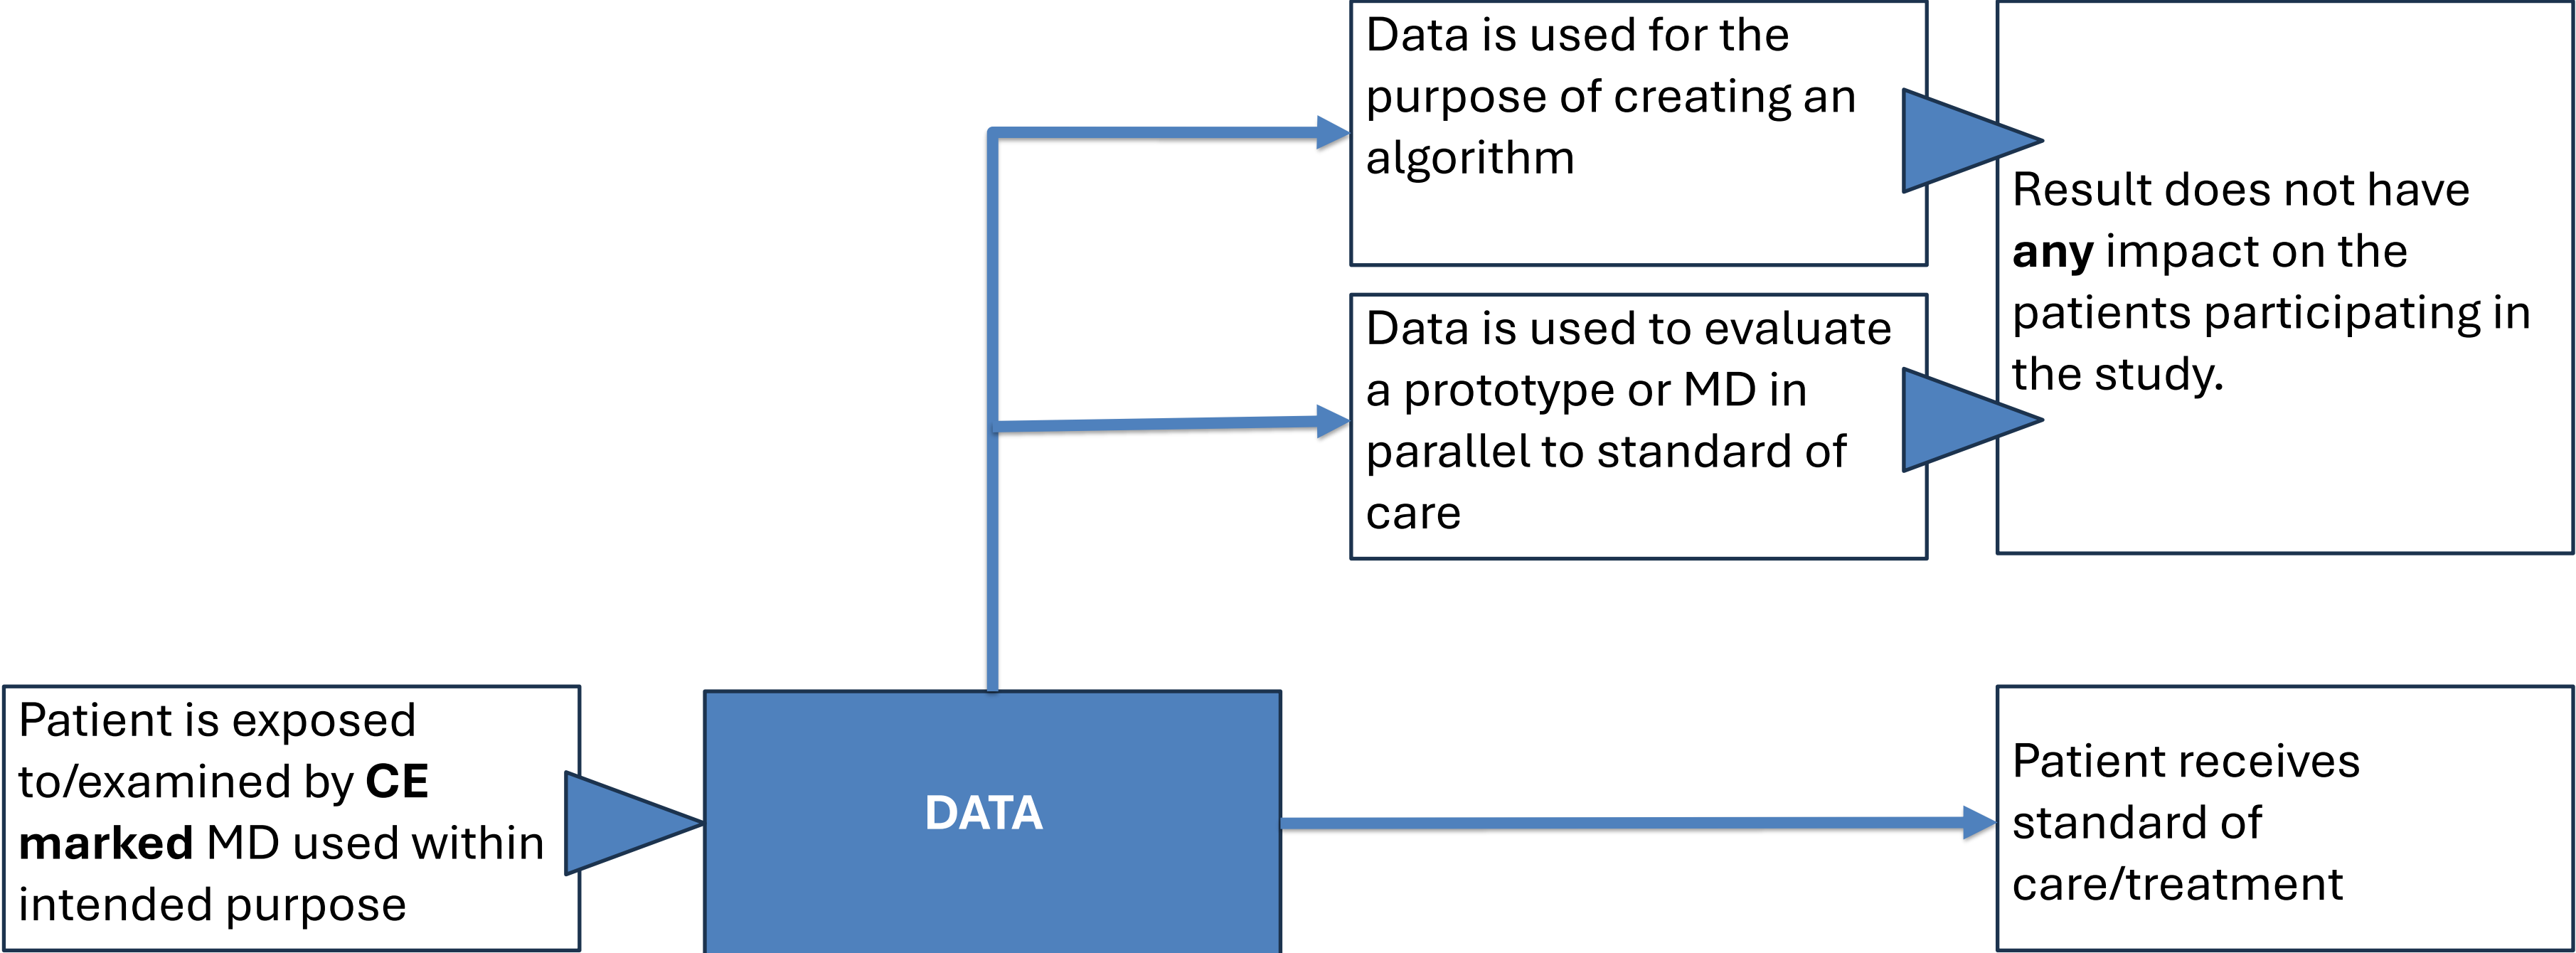 Data is used for the
purpose of creating an
algorithm
Data is used to evaluate
a prototype or MD in
parallel to standard of
care
Result does not have
any impact on the
patients participating in
the study.
Patient is exposed
to/examined by CE
marked MD used within
intended purpose
DATA
Patient receives
standard of
care/treatment